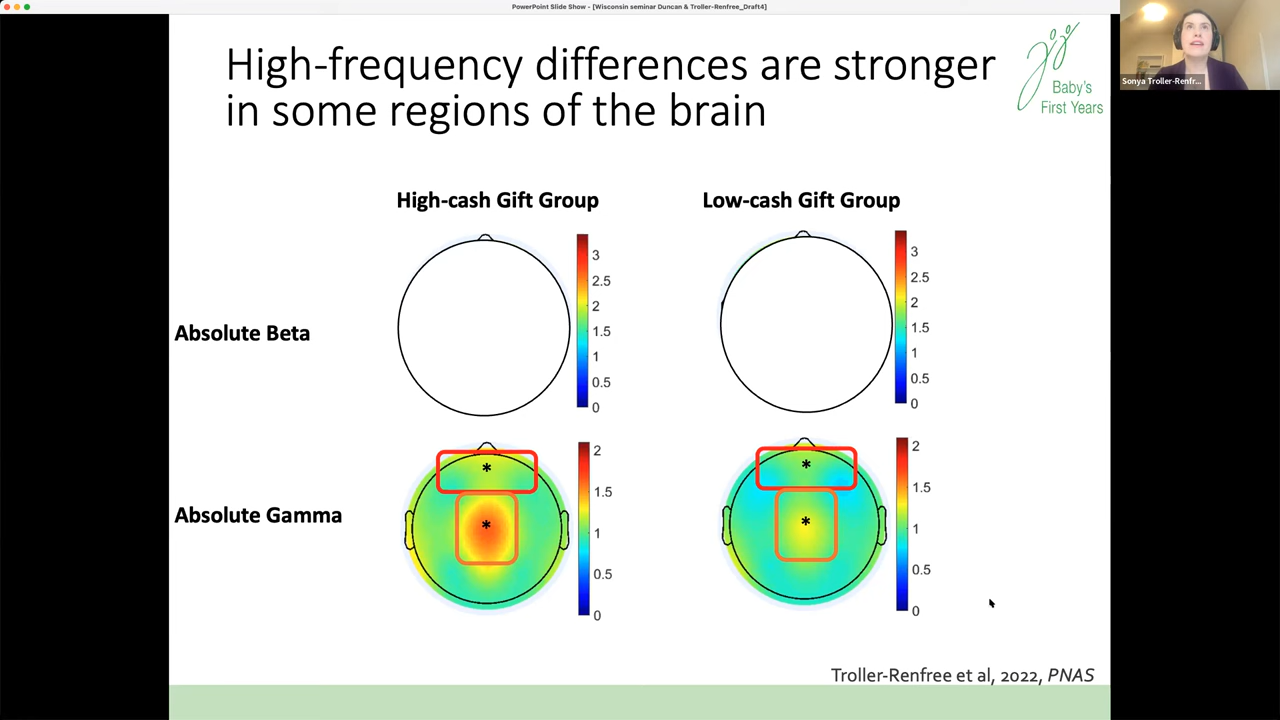 PowerPoint Slide Show - [Wisconsin seminar Duncan & Troller-Renfree_Draft4]
High-frequency differences are stronger
in some regions of the brain
Baby's
First Years
Sonya Troller-Renfr...
High-cash Gift Group
Low-cash Gift Group
Absolute Beta
3
2.5
2
1.5
1
0.5
0
3
2.5
2
1.5
1
0.5
0
Absolute Gamma
*
*
2
1.5
1
0.5
0
*
*
2
1.5
1
0.5
0
Troller-Renfree et al, 2022, PNAS